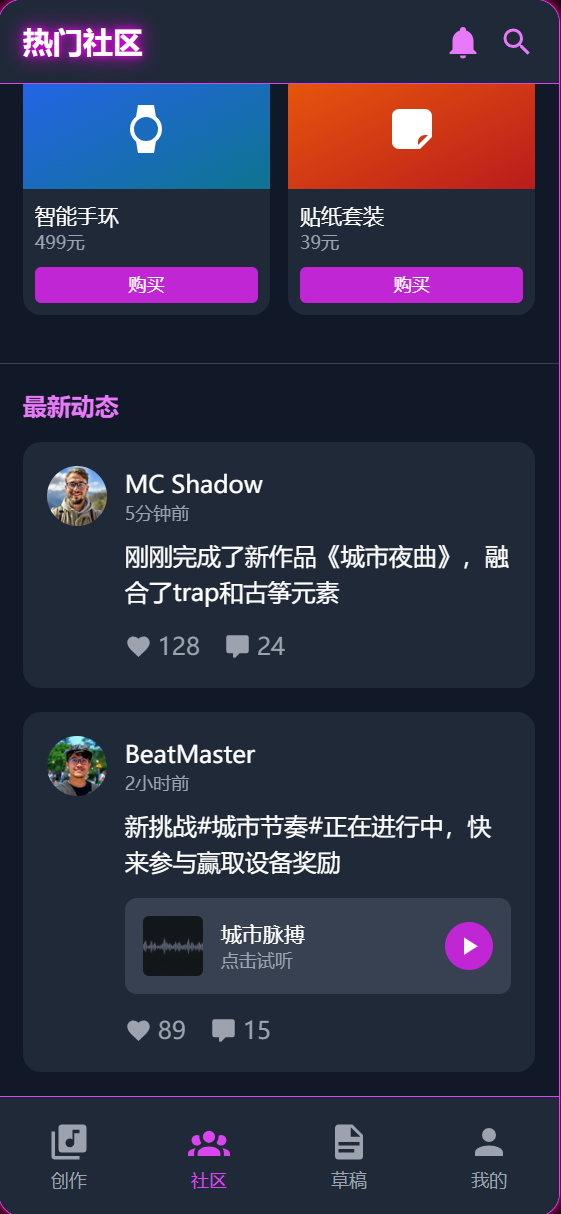 热门社区
智能手环
499元
购买
贴纸套装
39元
购买
最新动态
MC Shadow
5分钟前
刚刚完成了新作品《城市夜曲》，融
合了trap和古筝元素
128 24
BeatMaster
2小时前
新挑战#城市节奏#正在进行中，快
来参与赢取设备奖励
城市脉搏
点击试听
89 15
创作 社区 草稿 我的